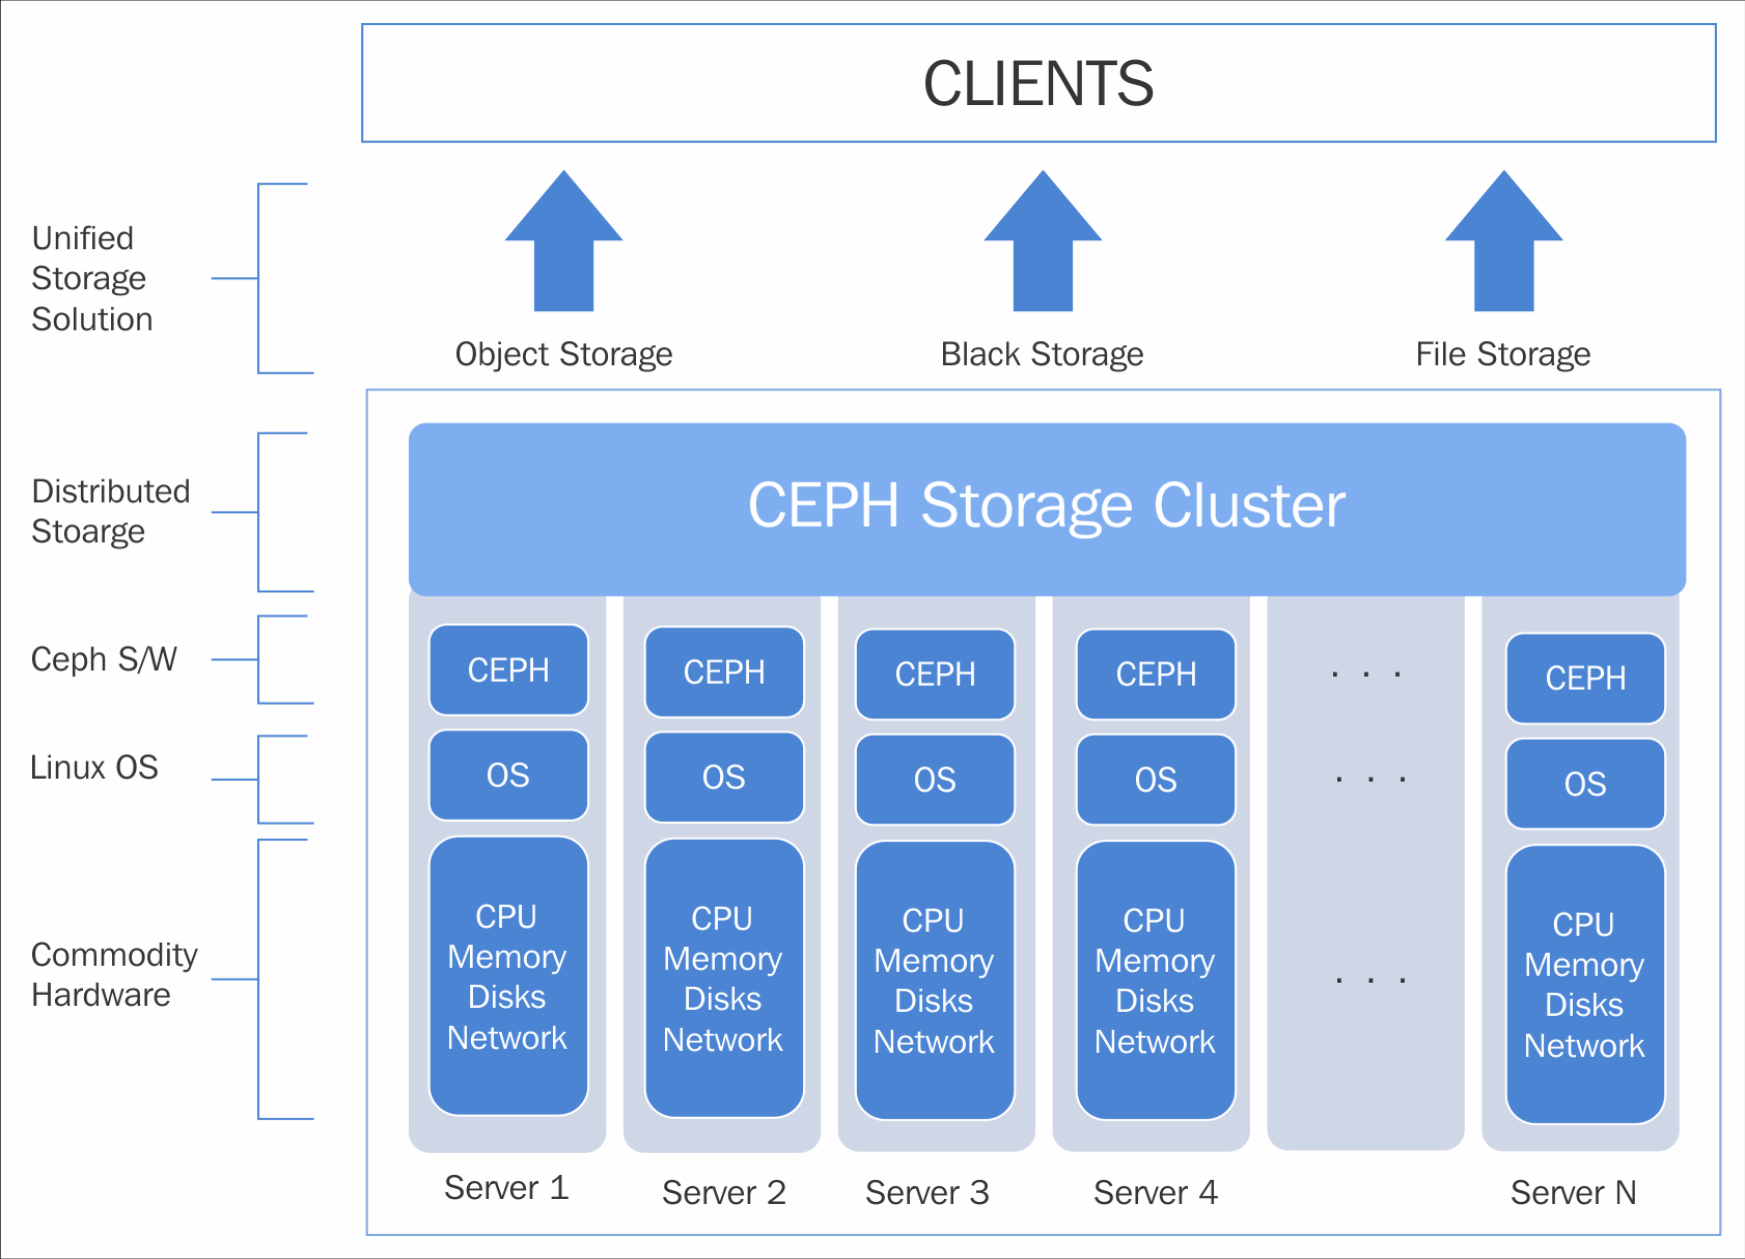 CLIENTS
Unified
Storage
Solution
Object Storage
Black Storage
File Storage
Distributed
Stoarge
CEPH Storage Cluster
Ceph S/W
CEPH
CEPH
CEPH
CEPH
. . .
CEPH
Linux OS
OS
OS
OS
OS
. . .
OS
Commodity
Hardware
CPU
Memory
Disks
Network
CPU
Memory
Disks
Network
CPU
Memory
Disks
Network
CPU
Memory
Disks
Network
. . .
CPU
Memory
Disks
Network
Server 1
Server 2
Server 3
Server 4
Server N